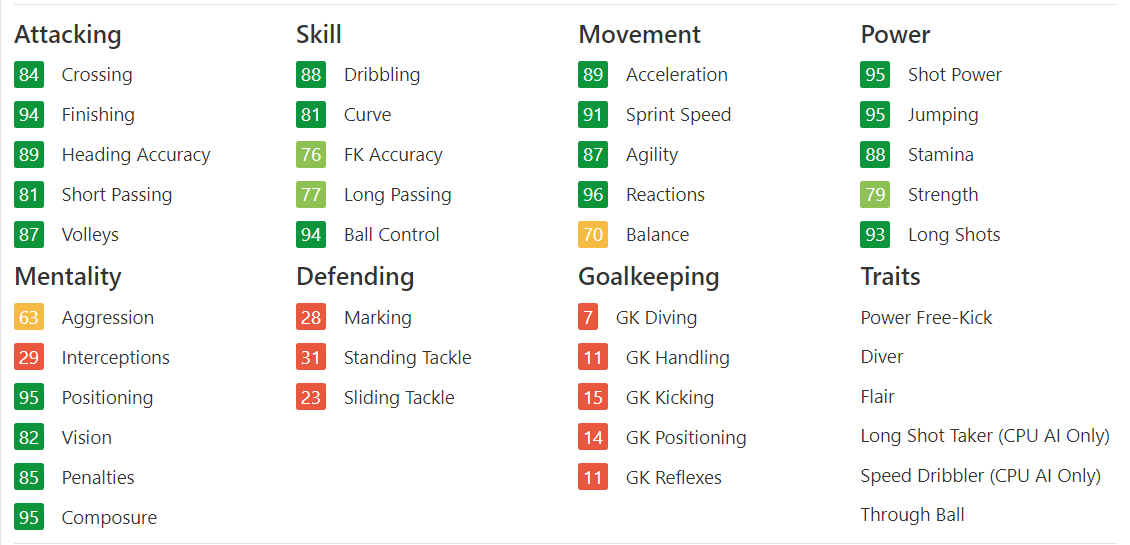 Attacking
84 Crossing
94 Finishing
89 Heading Accuracy
81 Short Passing
87 Volleys
Skill
88 Dribbling
81 Curve
76 FK Accuracy
77 Long Passing
94 Ball Control
Movement
89 Acceleration
91 Sprint Speed
87 Agility
96 Reactions
70 Balance
Power
95 Shot Power
95 Jumping
88 Stamina
79 Strength
93 Long Shots
Mentality
63 Aggression
29 Interceptions
95 Positioning
82 Vision
85 Penalties
95 Composure
Defending
28 Marking
31 Standing Tackle
23 Sliding Tackle
Goalkeeping
7 GK Diving
11 GK Handling
15 GK Kicking
14 GK Positioning
11 GK Reflexes
Traits
Power Free-Kick
Diver
Flair
Long Shot Taker (CPU AI Only)
Speed Dribbler (CPU AI Only)
Through Ball